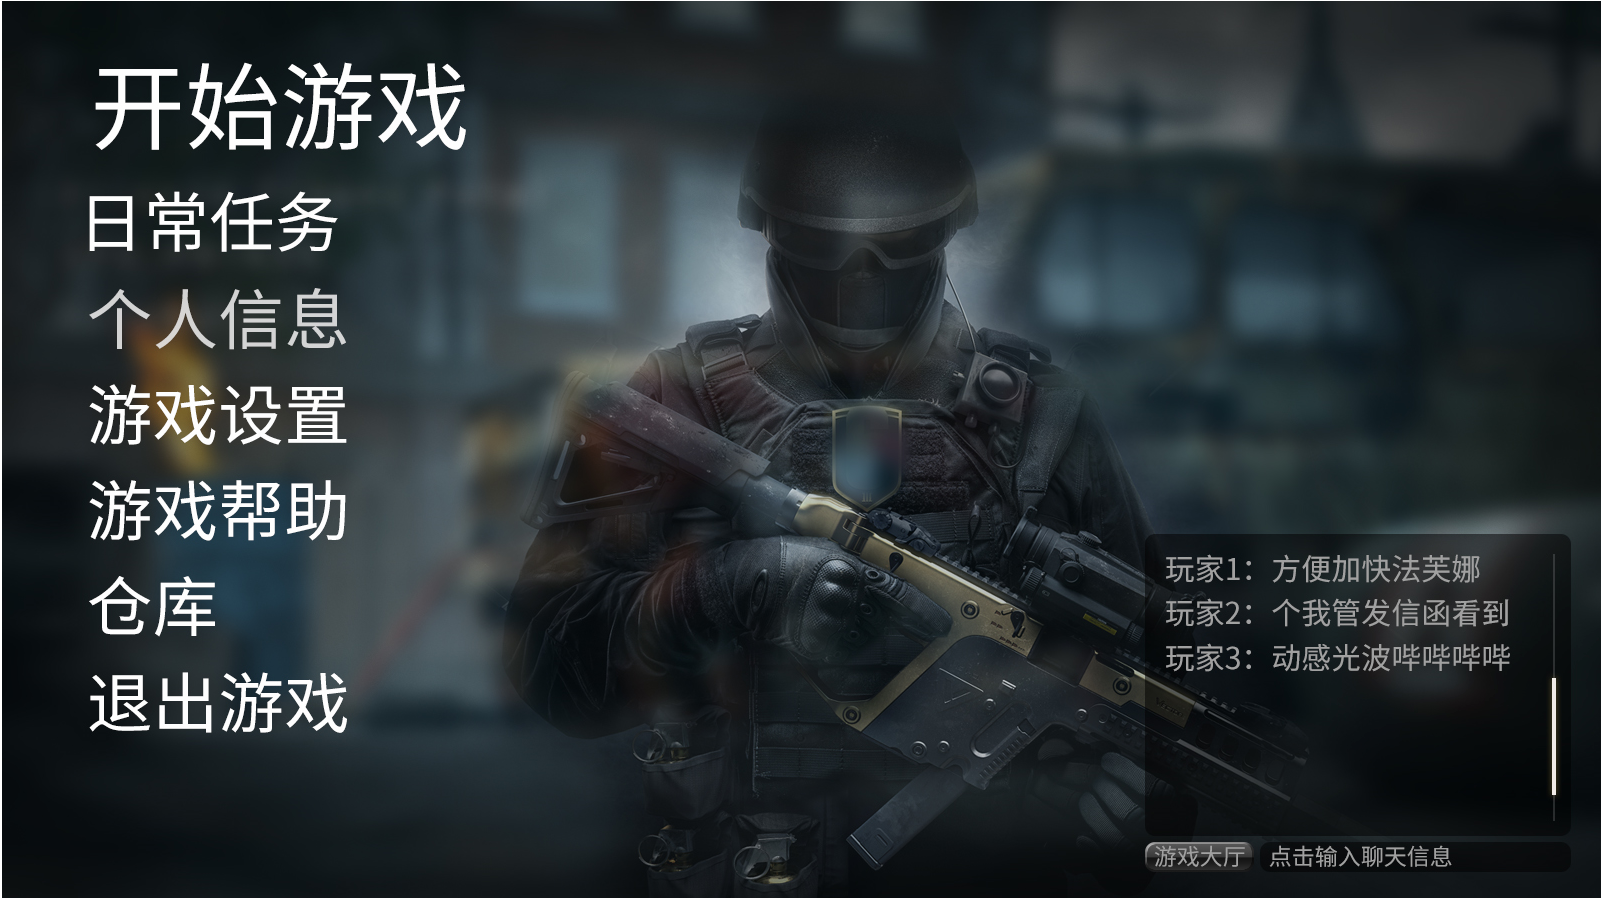 开始游戏
日常任务
个人信息
游戏设置
游戏帮助
仓库
退出游戏
玩家1：方便加快法芙娜
玩家2：个我管发信函看到
玩家3：动感光波哔哔哔哔
游戏大厅
点击输入聊天信息